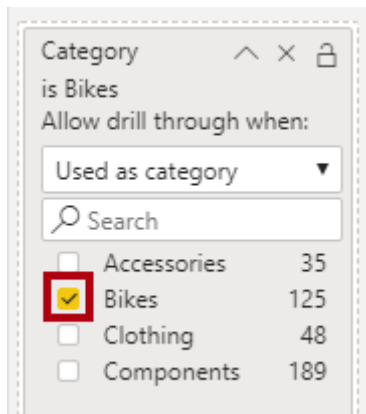 Category
is Bikes
Allow drill through when:
Used as category
Search
Accessories 35
Bikes 125
Clothing 48
Components 189